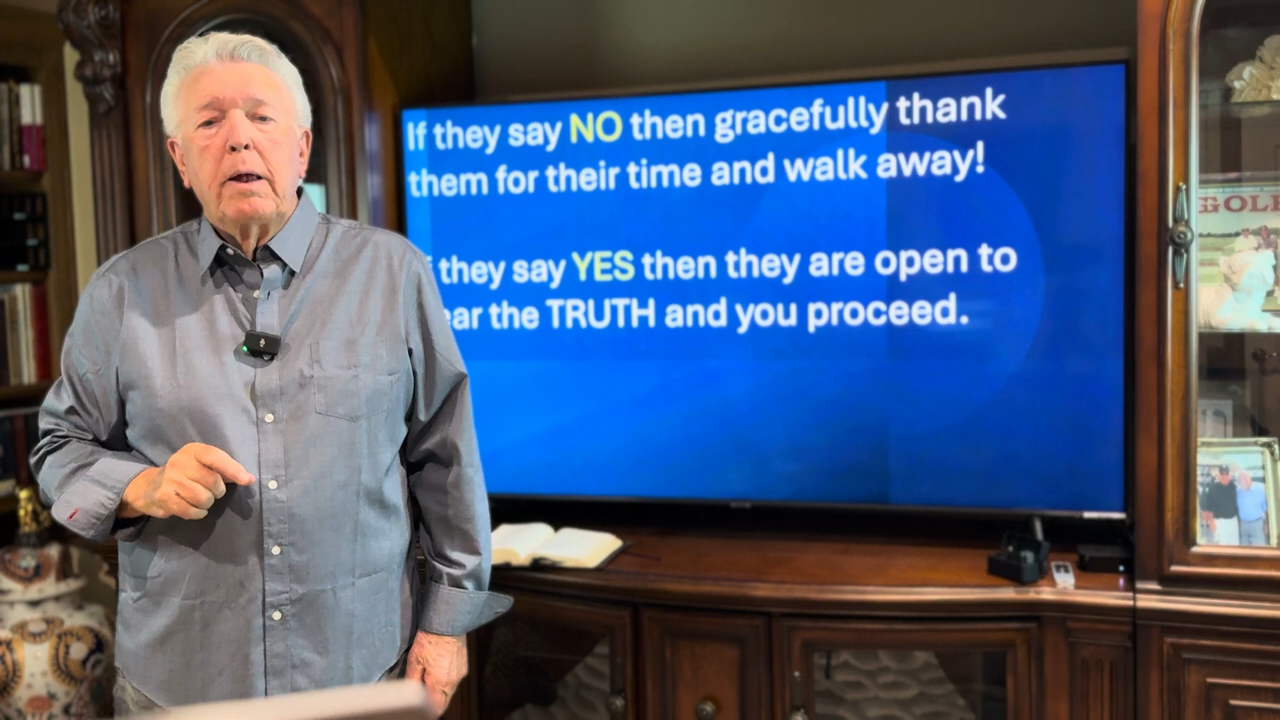 If they say NO then gracefully thank
them for their time and walk away!
they say YES then they are open to
the TRUTH and you proceed.
GOLF